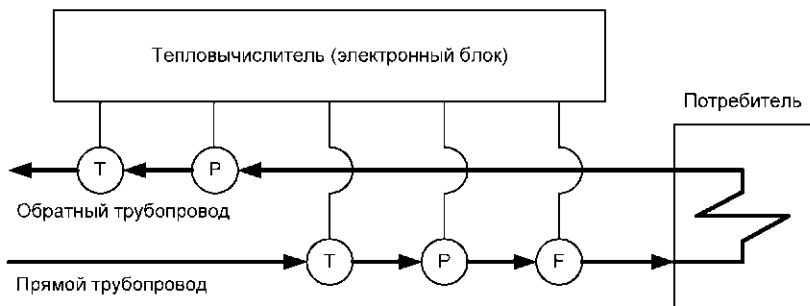 Тепловычислитель (электронный блок)
Потребитель
T
P
Обратный трубопровод
T
P
F
Прямой трубопровод